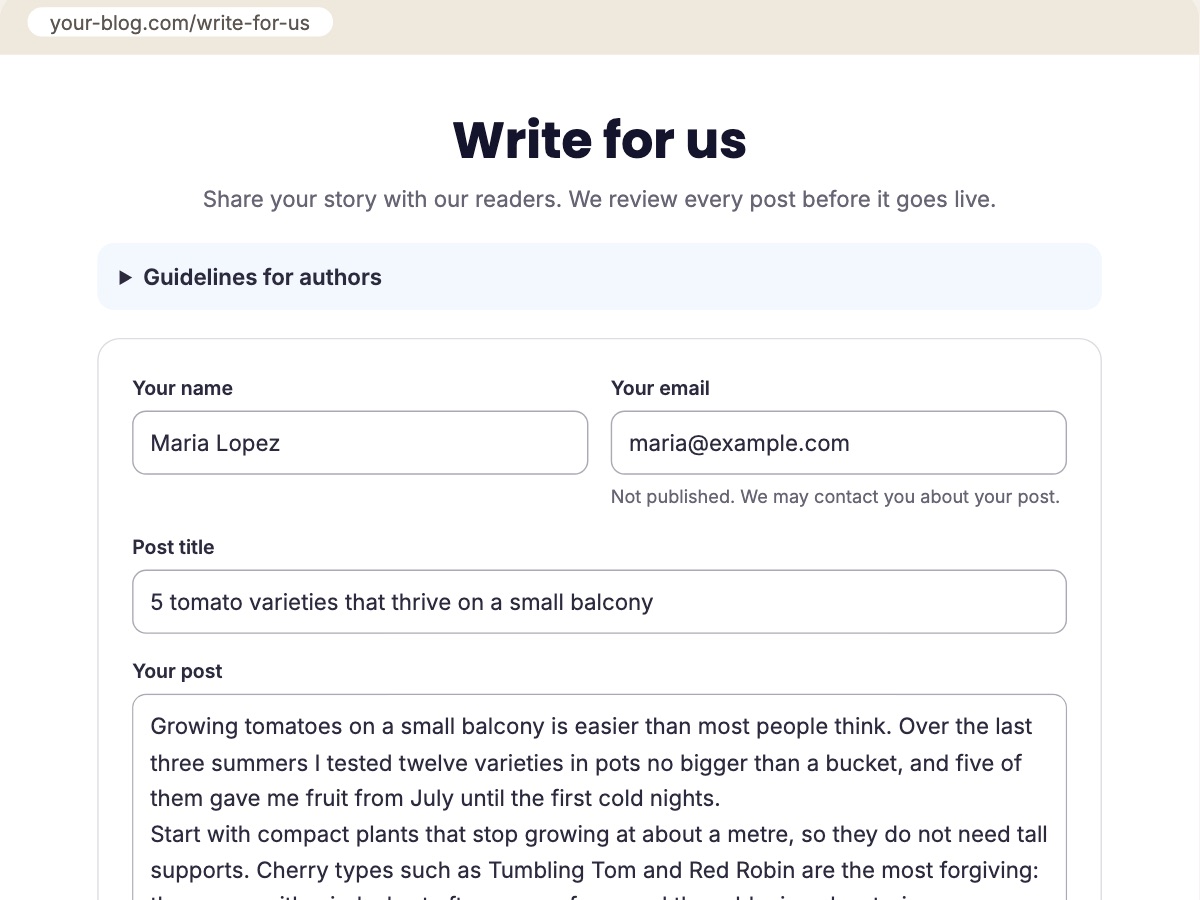 your-blog.com/write-for-us
Write for us
Share your story with our readers. We review every post before it goes live.
Guidelines for authors
Your name
Your email
Maria Lopez
maria@example.com
Not published. We may contact you about your post.
Post title
5 tomato varieties that thrive on a small balcony
Your post
Growing tomatoes on a small balcony is easier than most people think. Over the last
three summers I tested twelve varieties in pots no bigger than a bucket, and five of
them gave me fruit from July until the first cold nights.
Start with compact plants that stop growing at about a metre, so they do not need tall
supports. Cherry types such as Tumbling Tom and Red Robin are the most forgiving: